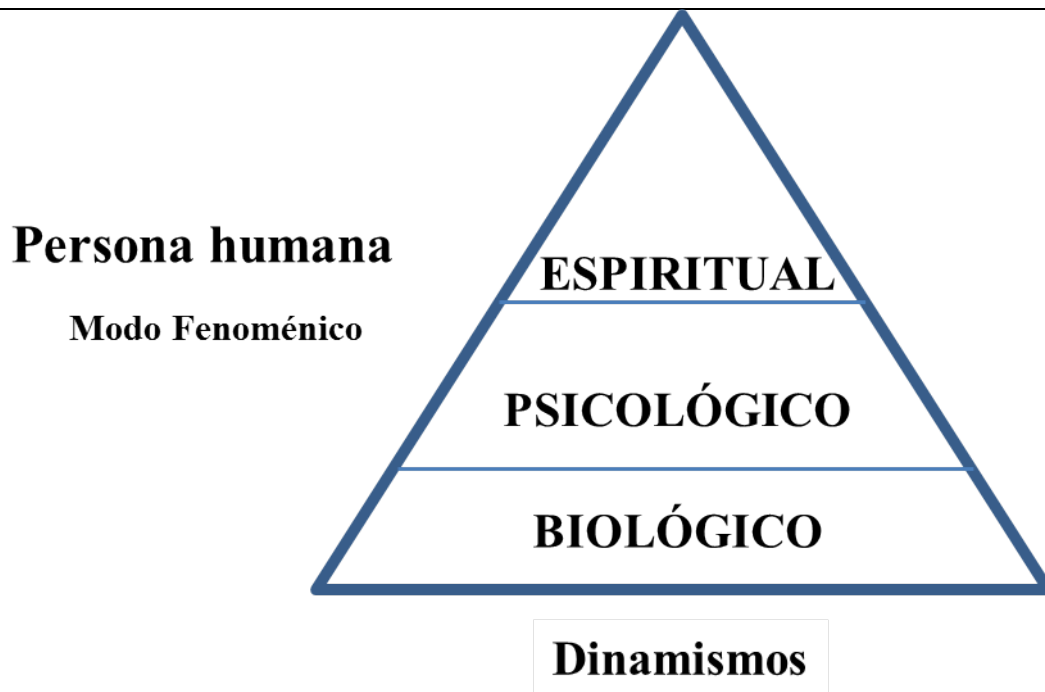 Persona humana
Modo Fenoménico
ESPIRITUAL
PSICOLÓGICO
BIOLÓGICO
Dinamismos